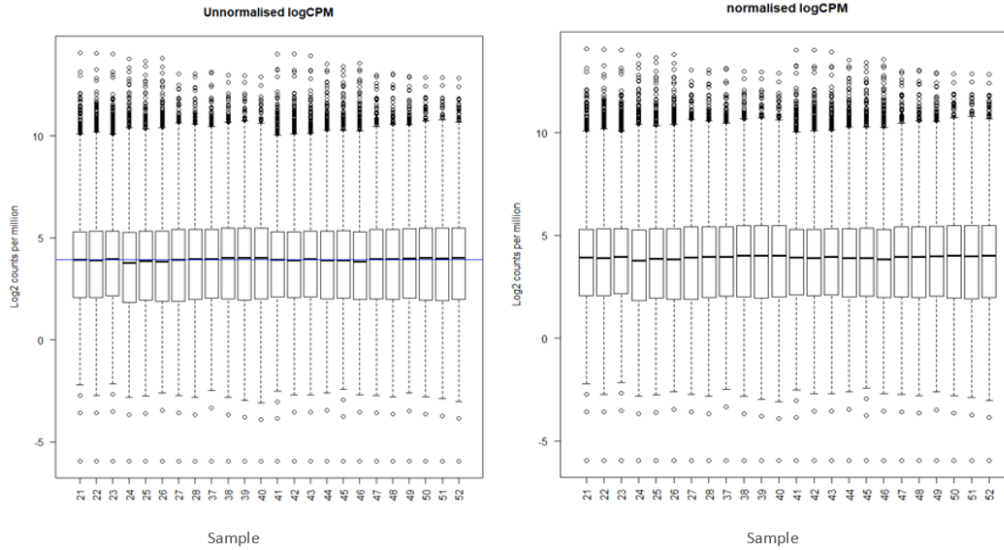 Unnormalised logCPM
Log2 counts per million
10
5
0
-5
21 22 23 24 25 26 27 28 37 38 39 40 41 42 43 44 45 46 47 48 49 50 51 52
Sample
normalised logCPM
Log2 counts per million
10
5
0
-5
21 22 23 24 25 26 27 28 37 38 39 40 41 42 43 44 45 46 47 48 49 50 51 52
Sample